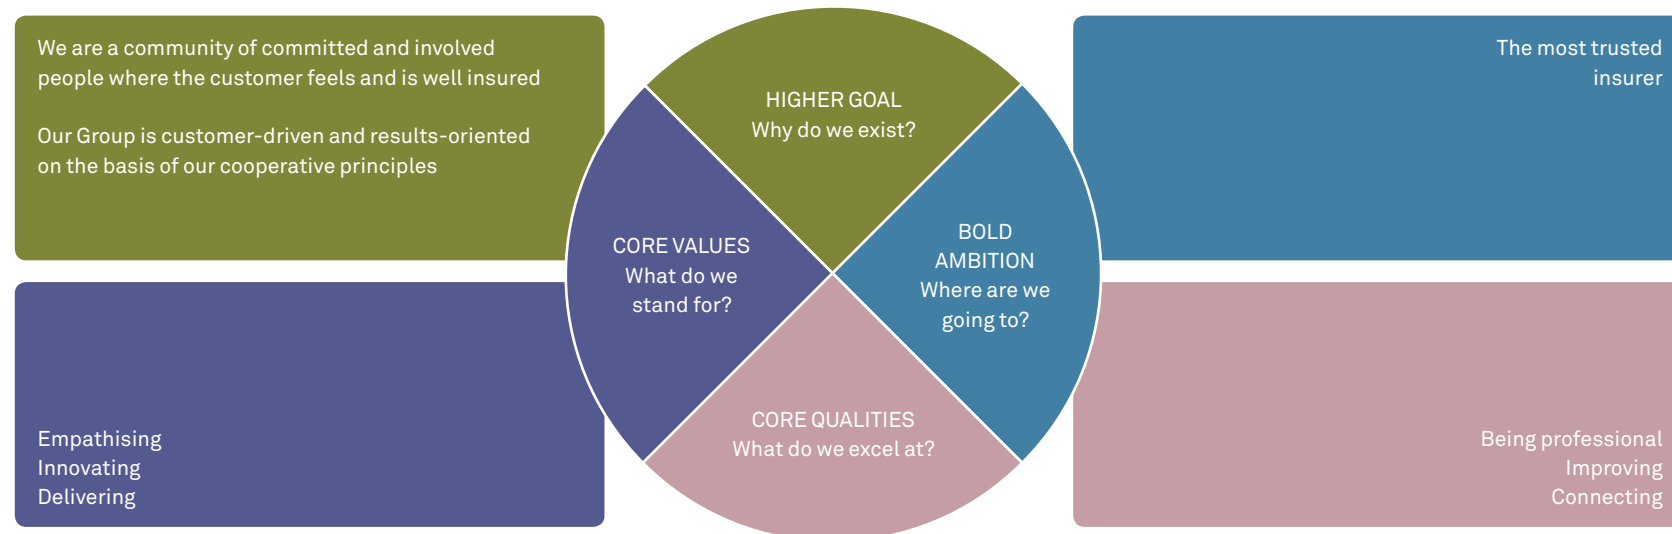 We are a community of committed and involved
people where the customer feels and is well insured
Our Group is customer-driven and results-oriented
on the basis of our cooperative principles
HIGHER GOAL
Why do we exist?
The most trusted
insurer
CORE VALUES
What do we
stand for?
BOLD
AMBITION
Where are we
going to?
CORE QUALITIES
What do we excel at?
Empathising
Innovating
Delivering
Being professional
Improving
Connecting